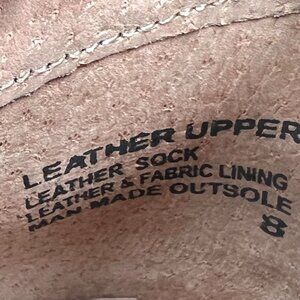 LEATHER UPPER
LEATHER SOCK
LEATHER & FABRIC LINING
MAN MADE OUTSOLE
8